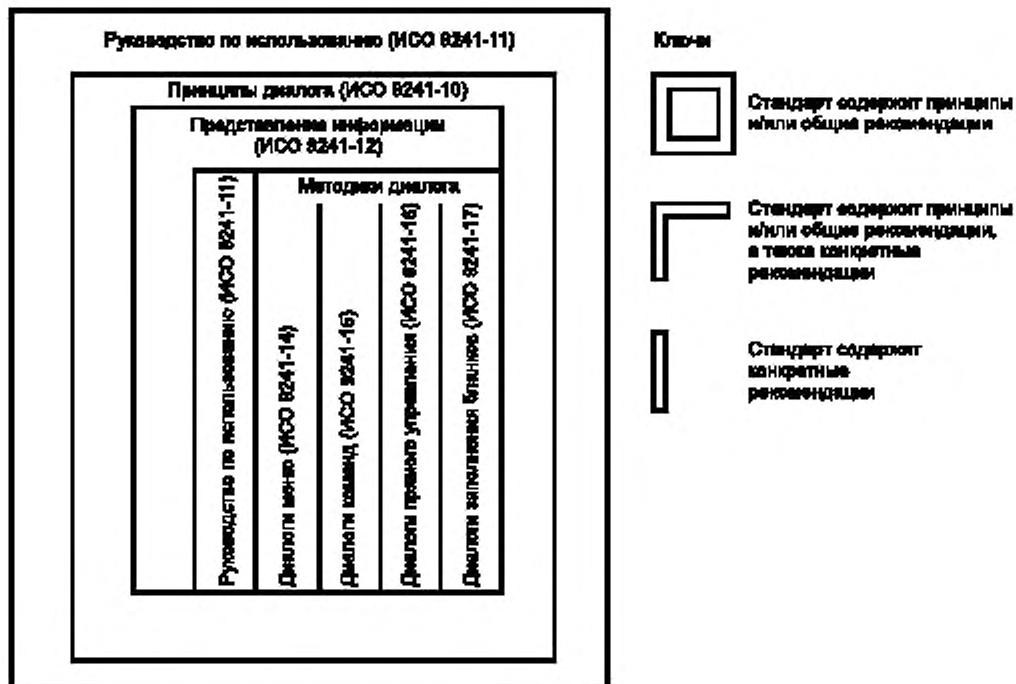 Руководство по использованию (ИСО 9241-11)
Принципы диалога (ИСО 9241-10)
Представление информации
(ИСО 9241-12)
Методики диалога
Руководство по использованию (ИСО 9241-11)
Диалоги меню (ИСО 9241-14)
Диалоги команд (ИСО 9241-15)
Диалоги прямого управления (ИСО 9241-16)
Диалоги заполнения бланков (ИСО 9241-17)
Ключи
Стандарт содержит принципы
и/или общие рекомендации
Стандарт содержит принципы
и/или общие рекомендации,
а также конкретные
рекомендации
Стандарт содержит
конкретные
рекомендации